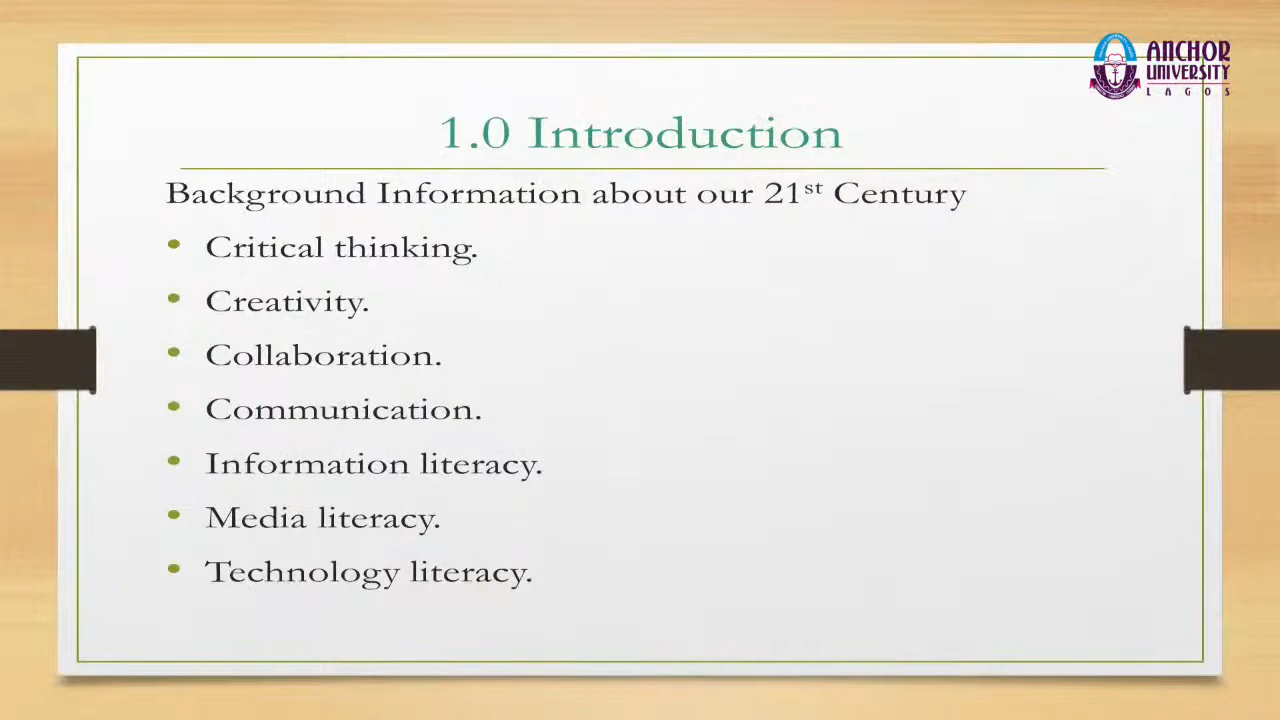 ANCHOR
UNIVERSITY
LAGOS
1.0 Introduction
Background Information about our 21st Century
• Critical thinking.
• Creativity.
• Collaboration.
• Communication.
• Information literacy.
• Media literacy.
• Technology literacy.